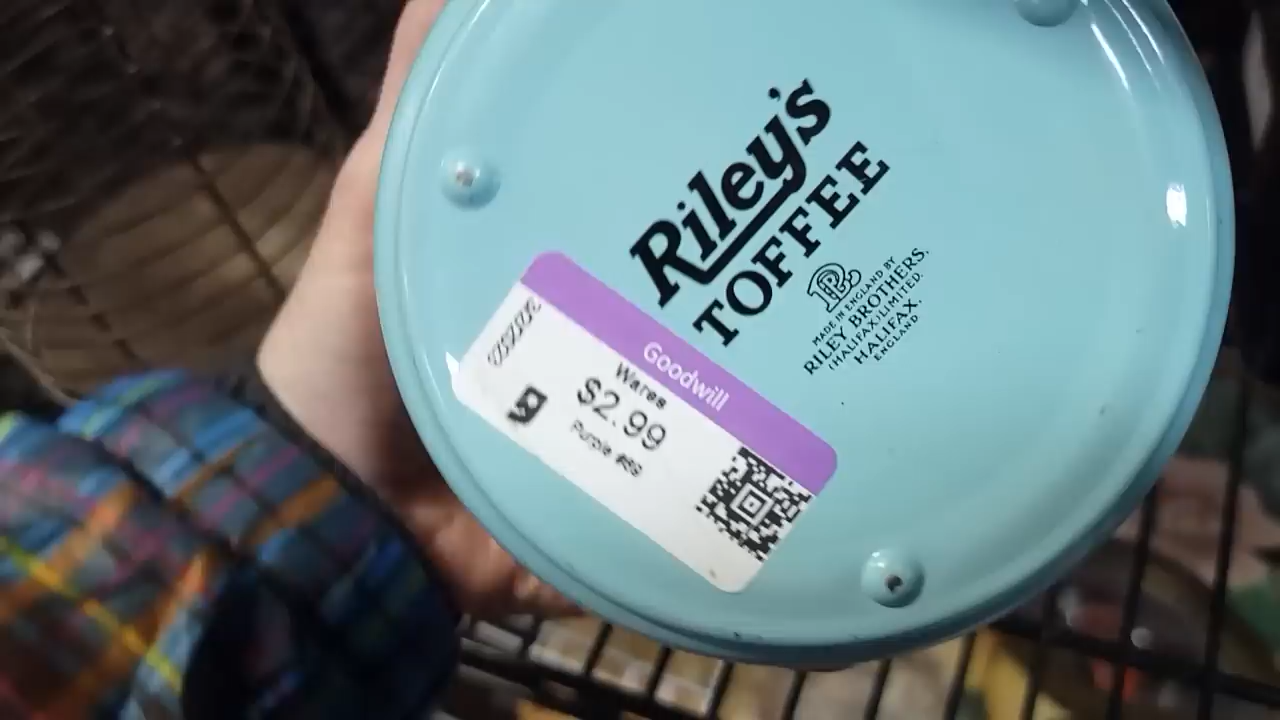 Riley's
TOFFEE
MADE IN ENGLAND BY
RILEY BROTHERS,
(HALIFAX) LIMITED.
HALIFAX,
ENGLAND
Goodwill
Wares
$2.99
Purple